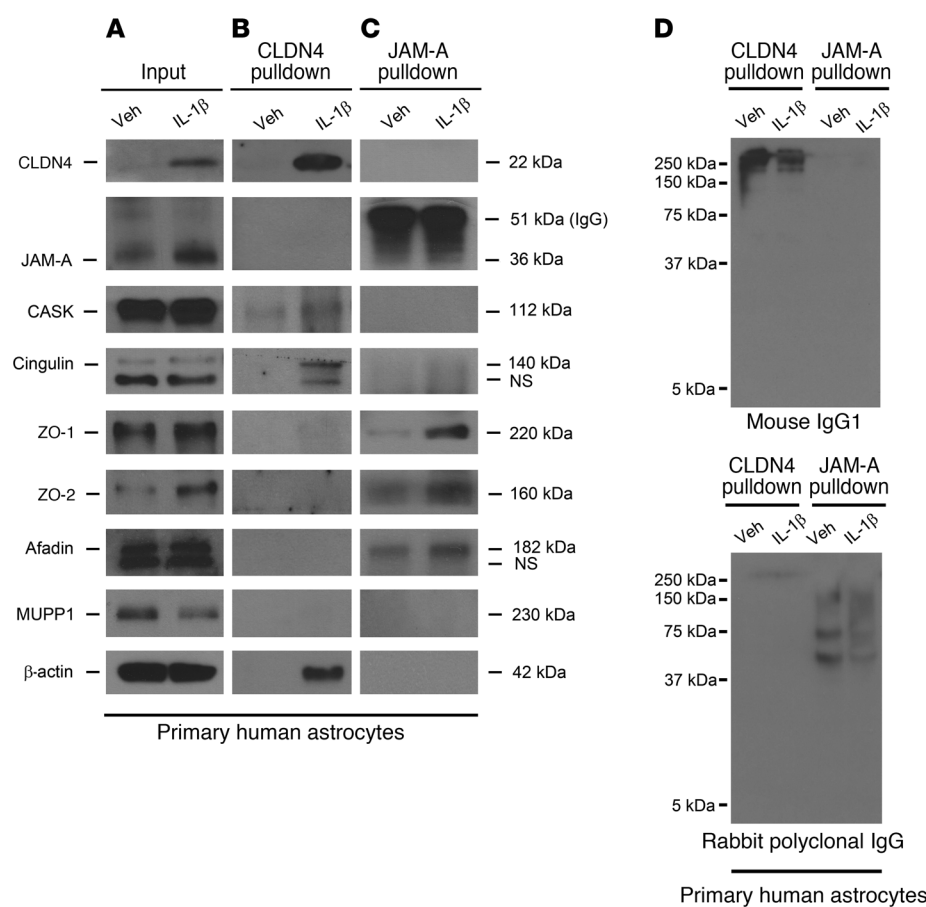 A
B
C
D
Input
CLDN4
pulldown
JAM-A
pulldown
Veh
IL-1β
Veh
IL-1β
Veh
IL-1β
CLDN4
22 kDa
51 kDa (IgG)
JAM-A
36 kDa
CASK
112 kDa
Cingulin
140 kDa
NS
ZO-1
220 kDa
ZO-2
160 kDa
Afadin
182 kDa
NS
MUPP1
230 kDa
β-actin
42 kDa
Primary human astrocytes
CLDN4
pulldown
JAM-A
pulldown
Veh
IL-1β
Veh
IL-1β
250 kDa
150 kDa
75 kDa
37 kDa
5 kDa
Mouse IgG1
CLDN4
pulldown
JAM-A
pulldown
Veh
IL-1β
Veh
IL-1β
250 kDa
150 kDa
75 kDa
37 kDa
5 kDa
Rabbit polyclonal IgG
Primary human astrocytes